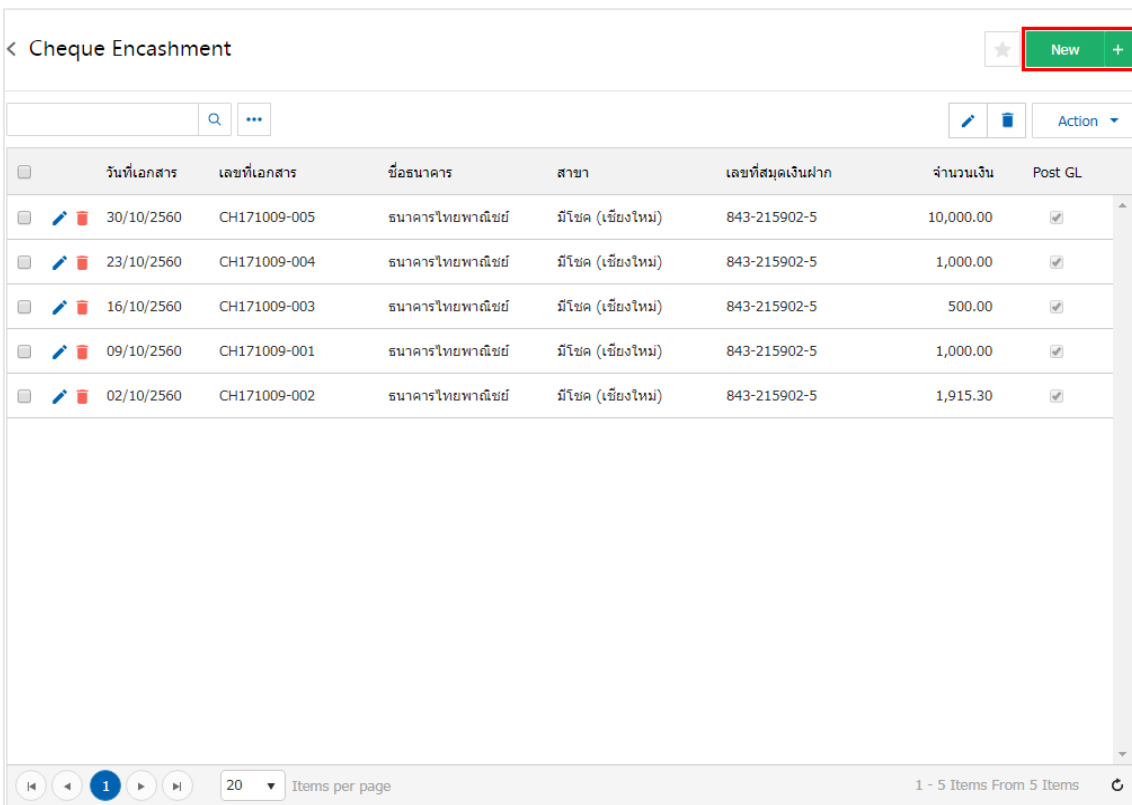 Cheque Encashment
New +
Action
วันที่เอกสาร เลขที่เอกสาร ชื่อธนาคาร สาขา เลขที่สมุดเงินฝาก จำนวนเงิน Post GL
30/10/2560 CH171009-005 ธนาคารไทยพาณิชย์ มีโชค (เชียงใหม่) 843-215902-5 10,000.00
23/10/2560 CH171009-004 ธนาคารไทยพาณิชย์ มีโชค (เชียงใหม่) 843-215902-5 1,000.00
16/10/2560 CH171009-003 ธนาคารไทยพาณิชย์ มีโชค (เชียงใหม่) 843-215902-5 500.00
09/10/2560 CH171009-001 ธนาคารไทยพาณิชย์ มีโชค (เชียงใหม่) 843-215902-5 1,000.00
02/10/2560 CH171009-002 ธนาคารไทยพาณิชย์ มีโชค (เชียงใหม่) 843-215902-5 1,915.30
1 20 Items per page 1 - 5 Items From 5 Items